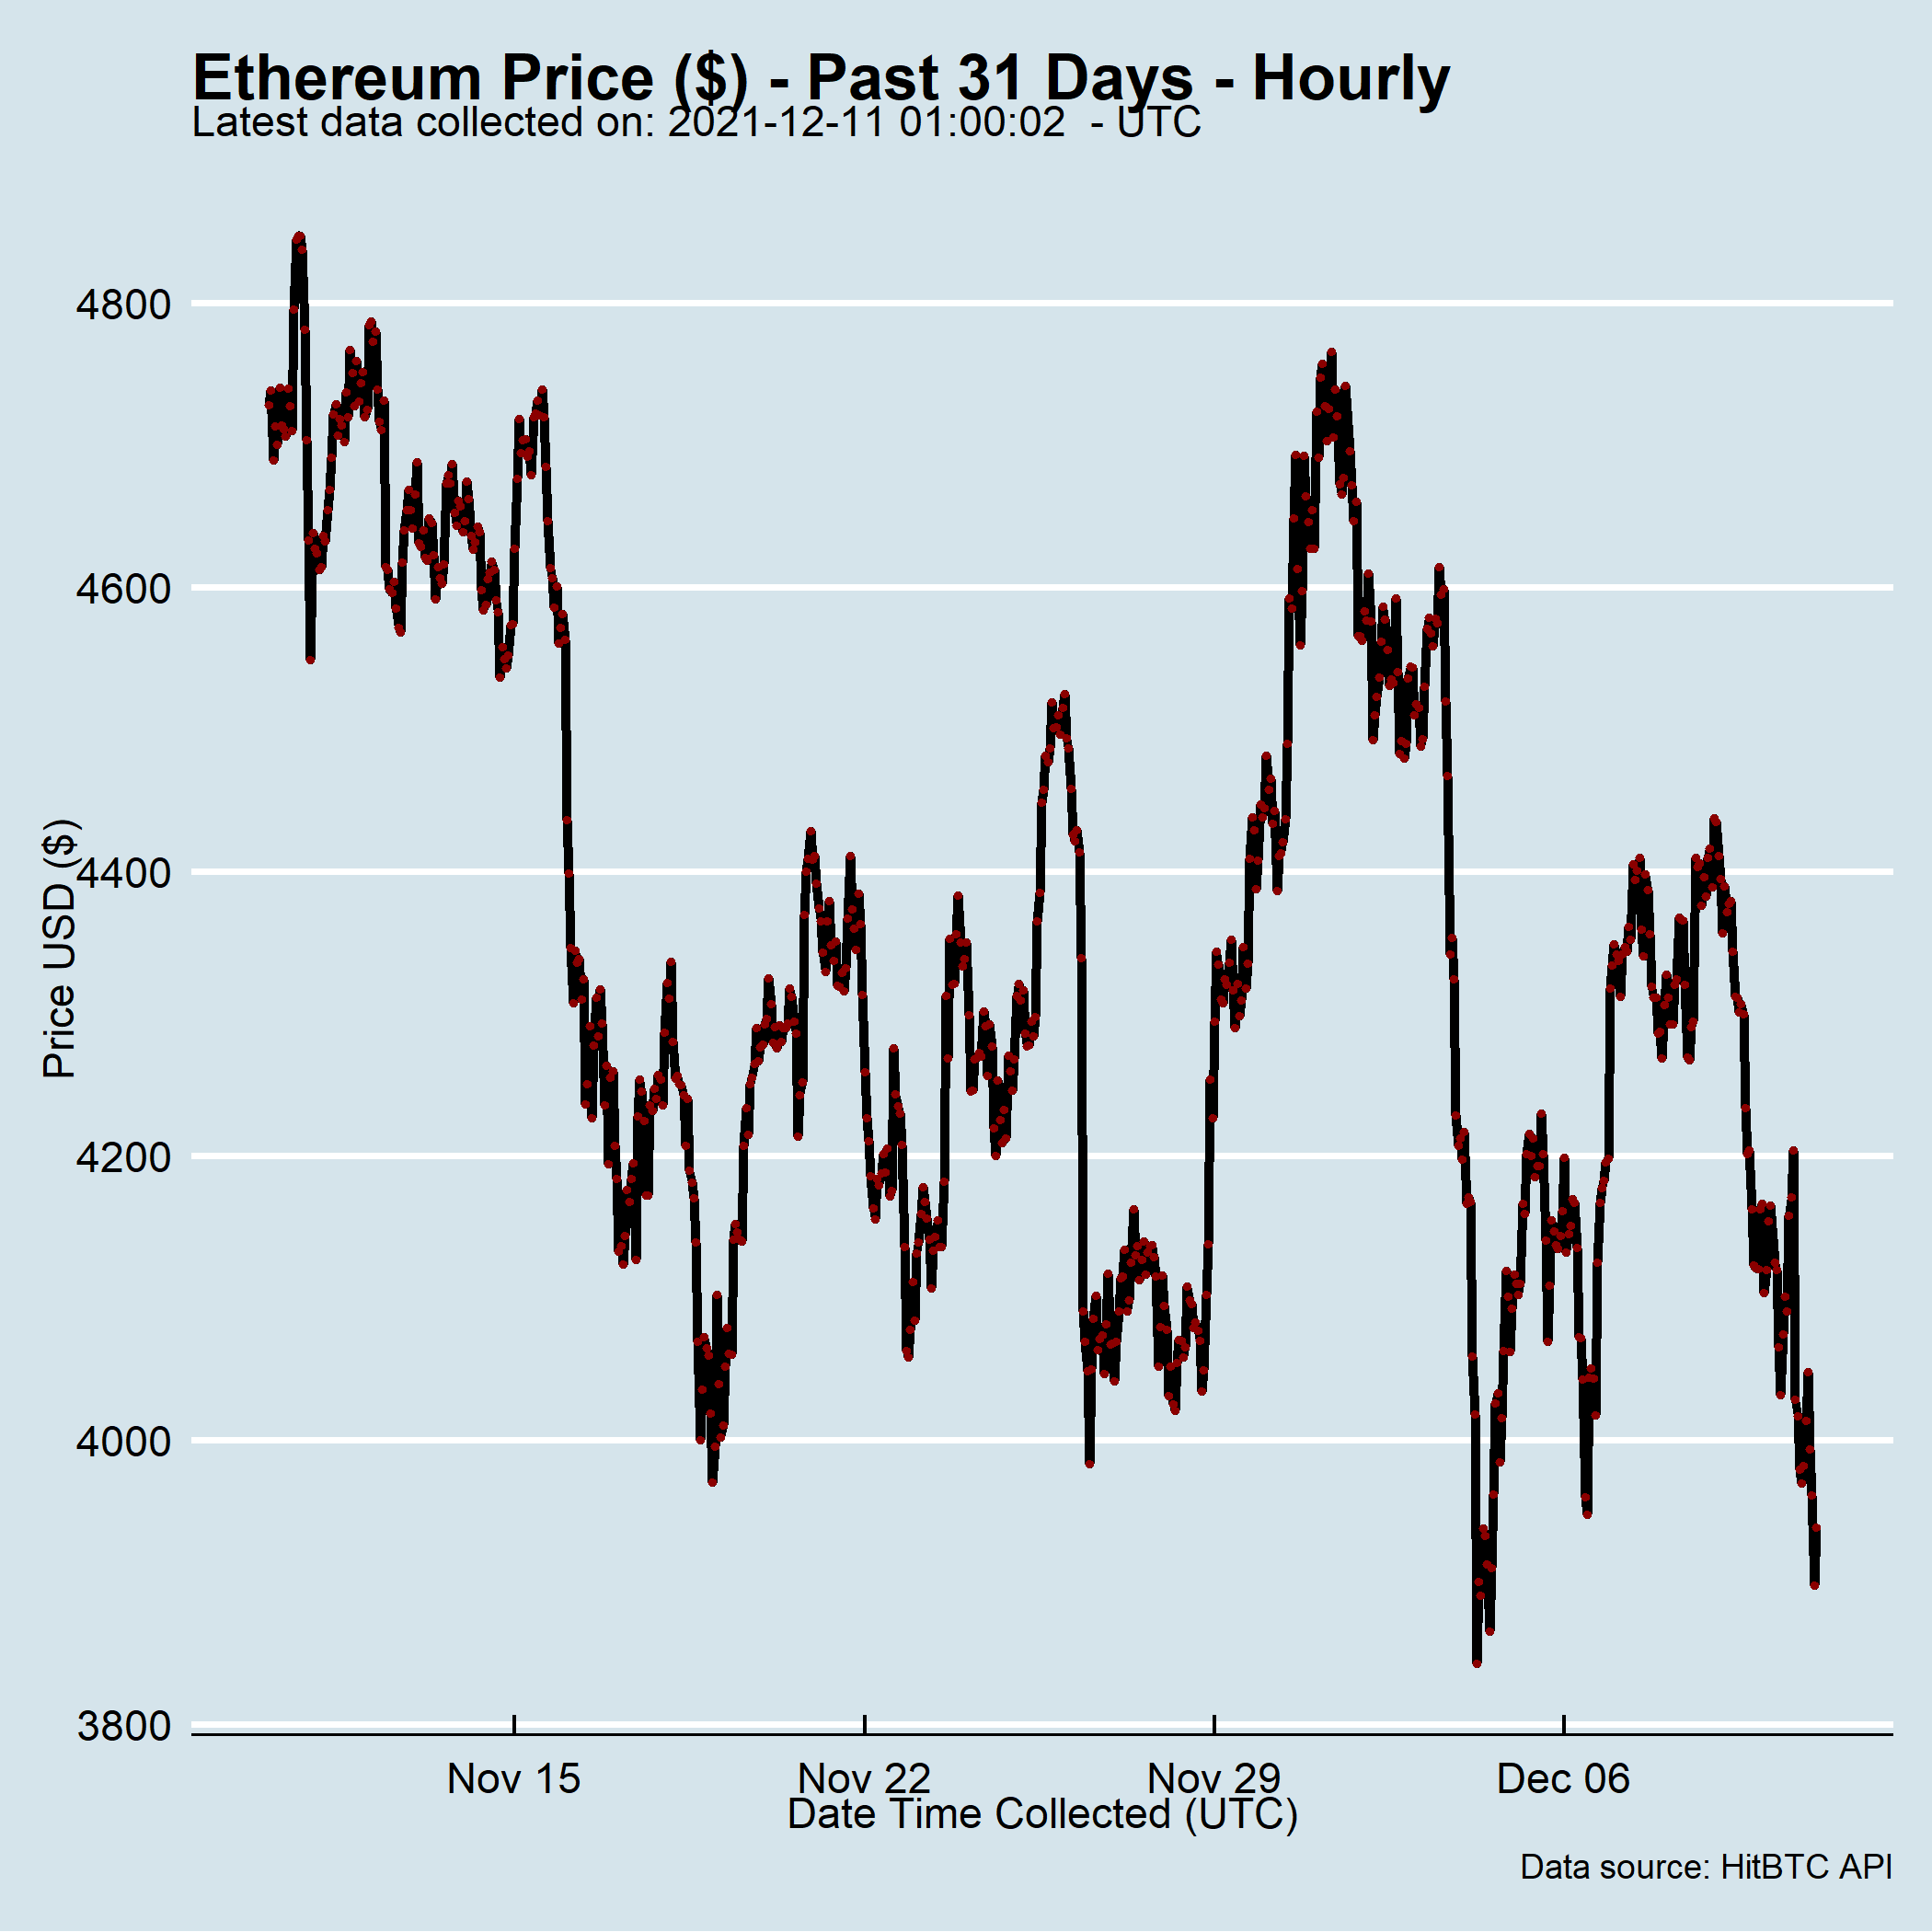 Ethereum Price ($) - Past 31 Days - Hourly
Latest data collected on: 2021-12-11 01:00:02  - UTC
4800
4600
4400
4200
4000
3800
Price USD ($)
Nov 15
Nov 22
Nov 29
Dec 06
Date Time Collected (UTC)
Data source: HitBTC API